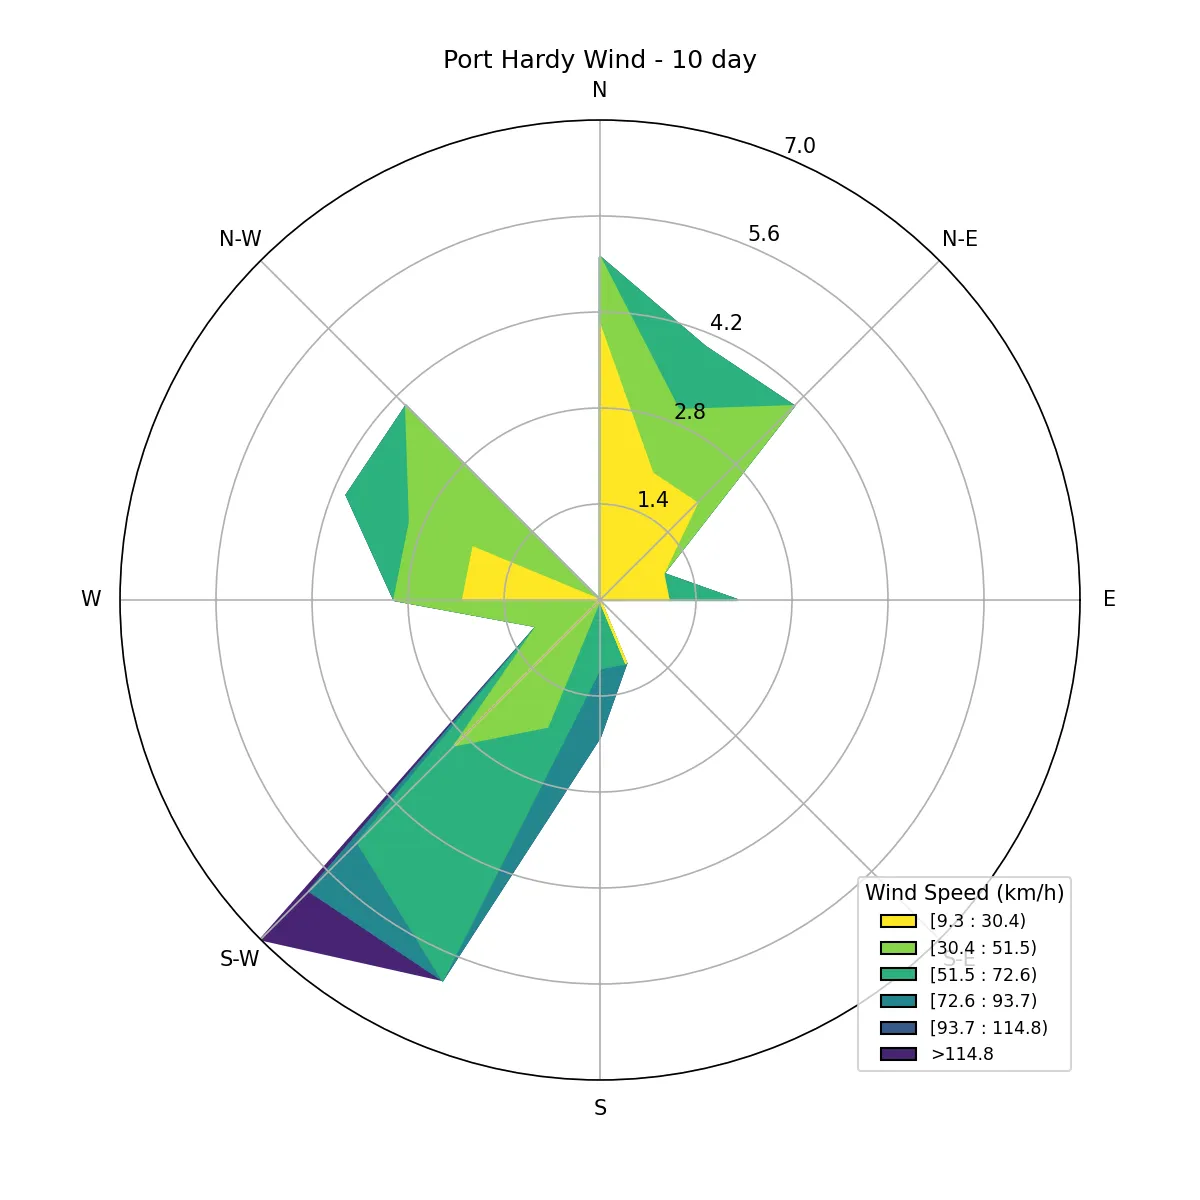 Port Hardy Wind - 10 day
N
7.0
N-W
5.6
N-E
4.2
2.8
1.4
W
E
S-W
S-E
S
Wind Speed (km/h)
[9.3 : 30.4)
[30.4 : 51.5)
[51.5 : 72.6)
[72.6 : 93.7)
[93.7 : 114.8)
>114.8